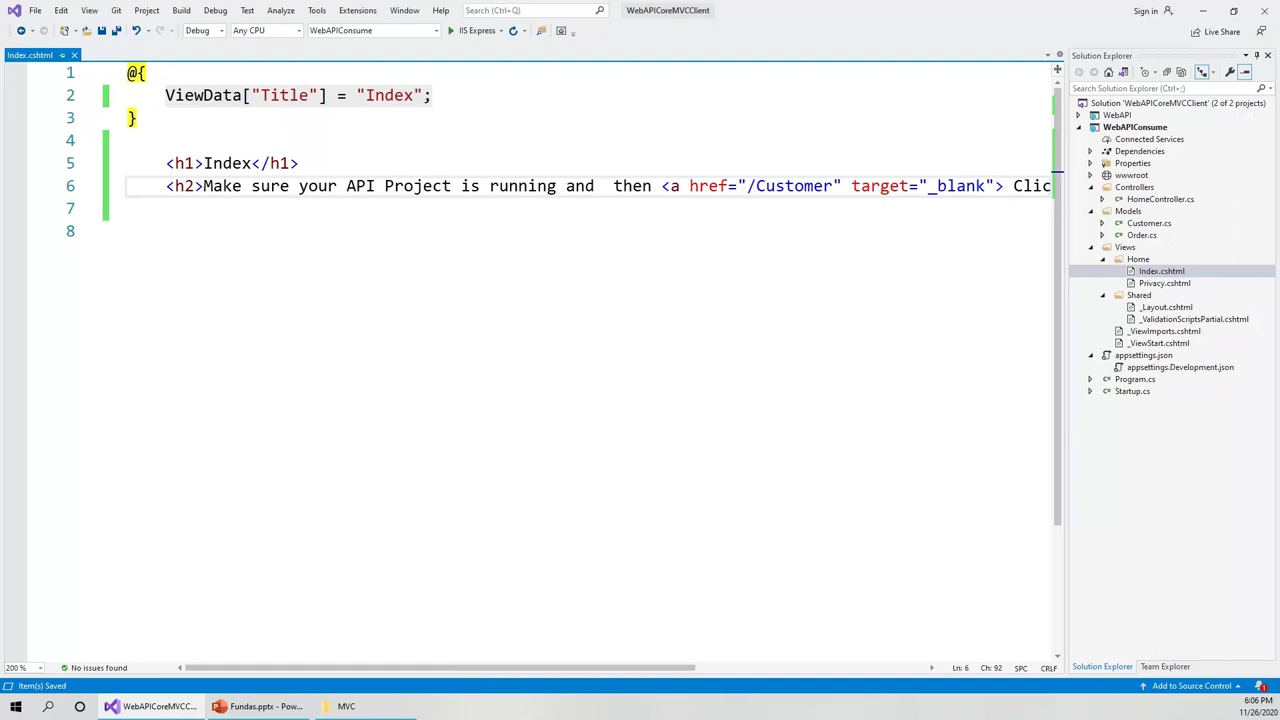 File Edit View Git Project Build Debug Test Analyze Tools Extensions Window Help Search (Ctrl+Q) WebAPICoreMVCClient Sign in
Debug Any CPU WebAPIConsume IIS Express Live Share
Index.cshtml
1 @{
2 ViewData["Title"] = "Index";
3 }
4
5 <h1>Index</h1>
6 <h2>Make sure your API Project is running and  then <a href="/Customer" target="_blank"> Clic
7
8
Solution Explorer
Search Solution Explorer (Ctrl+;)
Solution 'WebAPICoreMVCClient' (2 of 2 projects)
WebAPI
WebAPIConsume
Connected Services
Dependencies
Properties
wwwroot
Controllers
C# HomeController.cs
Models
C# Customer.cs
C# Order.cs
Views
Home
Index.cshtml
Privacy.cshtml
Shared
_Layout.cshtml
_ValidationScriptsPartial.cshtml
_ViewImports.cshtml
_ViewStart.cshtml
appsettings.json
appsettings.Development.json
C# Program.cs
C# Startup.cs
200 % No issues found Ln: 6 Ch: 92 SPC CRLF
Solution Explorer Team Explorer
Item(s) Saved Add to Source Control 1
WebAPICoreMVCC... Fundas.pptx - Pow... MVC
6:06 PM
11/26/2020